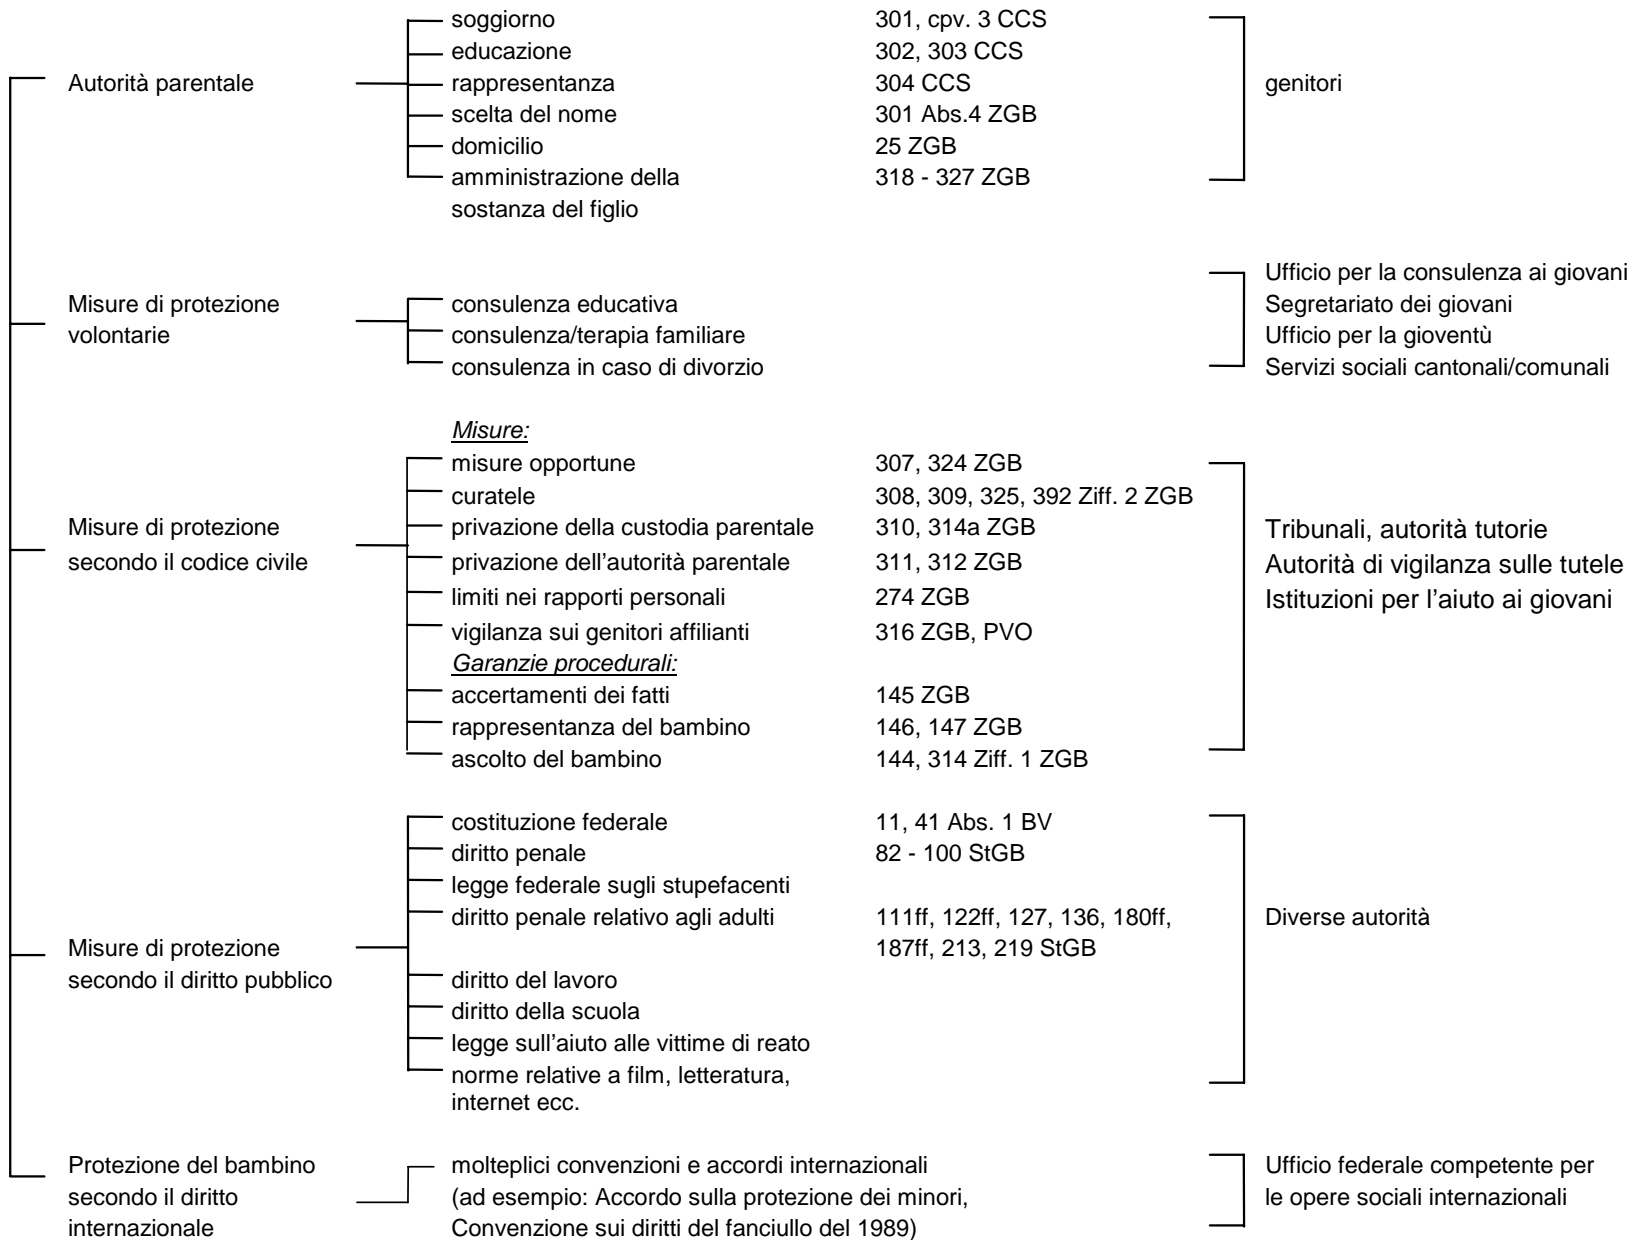 soggiorno 301, cpv. 3 CCS
educazione 302, 303 CCS
Autorità parentale rappresentanza 304 CCS genitori
scelta del nome 301 Abs.4 ZGB
domicilio 25 ZGB
amministrazione della 318 - 327 ZGB
sostanza del figlio
Ufficio per la consulenza ai giovani
Misure di protezione consulenza educativa Segretariato dei giovani
volontarie consulenza/terapia familiare Ufficio per la gioventù
consulenza in caso di divorzio Servizi sociali cantonali/comunali
Misure:
misure opportune 307, 324 ZGB
curatele 308, 309, 325, 392 Ziff. 2 ZGB
Misure di protezione privazione della custodia parentale 310, 314a ZGB Tribunali, autorità tutorie
secondo il codice civile privazione dell’autorità parentale 311, 312 ZGB Autorità di vigilanza sulle tutele
limiti nei rapporti personali 274 ZGB Istituzioni per l’aiuto ai giovani
vigilanza sui genitori affilianti 316 ZGB, PVO
Garanzie procedurali:
accertamenti dei fatti 145 ZGB
rappresentanza del bambino 146, 147 ZGB
ascolto del bambino 144, 314 Ziff. 1 ZGB
costituzione federale 11, 41 Abs. 1 BV
diritto penale 82 - 100 StGB
legge federale sugli stupefacenti
diritto penale relativo agli adulti 111ff, 122ff, 127, 136, 180ff, Diverse autorità
Misure di protezione 187ff, 213, 219 StGB
secondo il diritto pubblico diritto del lavoro
diritto della scuola
legge sull’aiuto alle vittime di reato
norme relative a film, letteratura,
internet ecc.
Protezione del bambino molteplici convenzioni e accordi internazionali Ufficio federale competente per
secondo il diritto (ad esempio: Accordo sulla protezione dei minori, le opere sociali internazionali
internazionale Convenzione sui diritti del fanciullo del 1989)